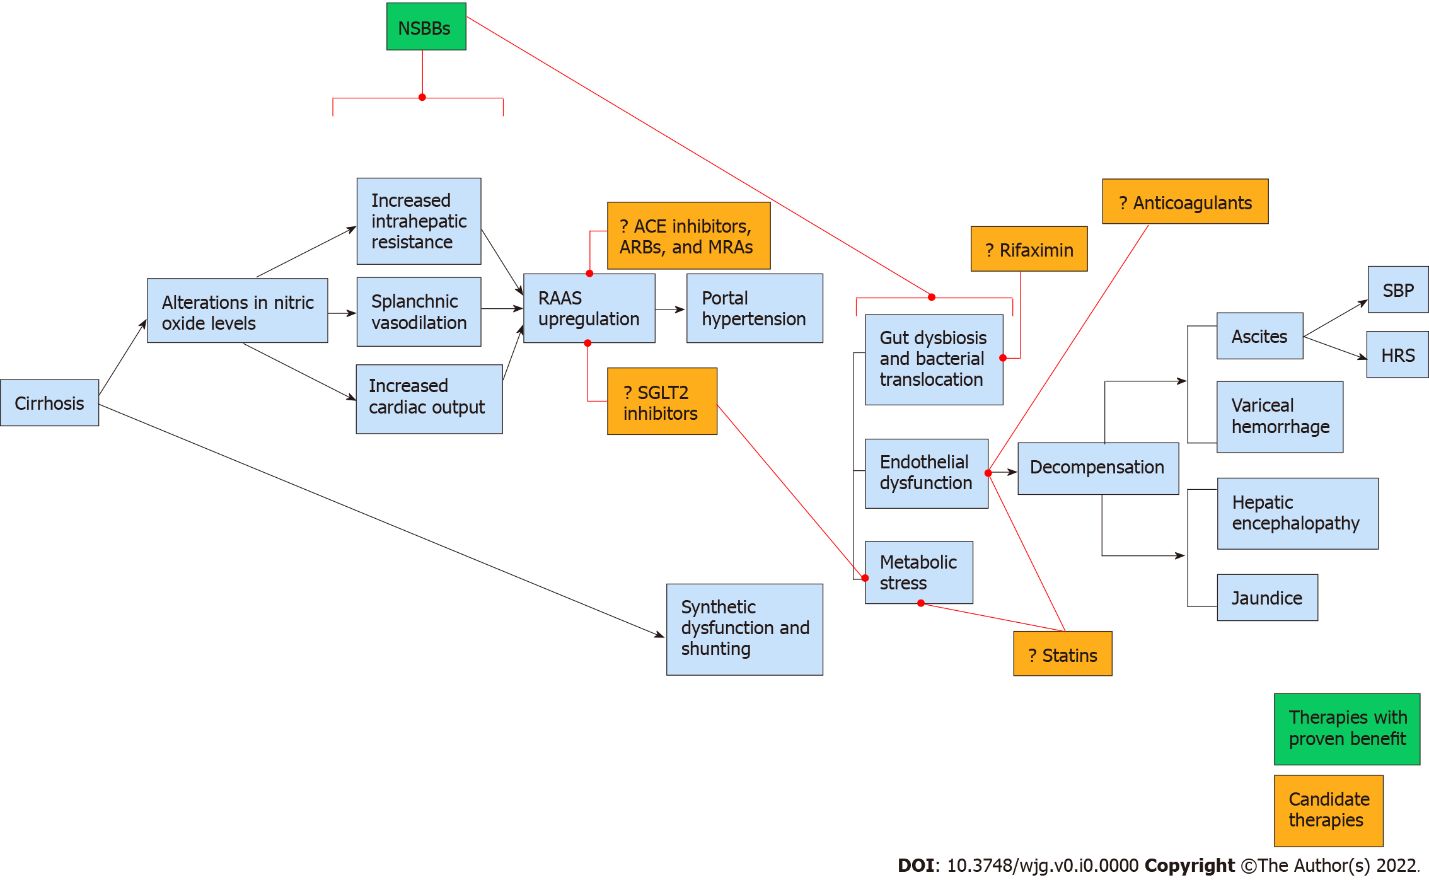 NSBBs
Increased
intrahepatic
resistance
? ACE inhibitors,
ARBs, and MRAs
? Anticoagulants
? Rifaximin
Alterations in nitric
oxide levels
Splanchnic
vasodilation
RAAS
upregulation
Portal
hypertension
SBP
Ascites
HRS
Gut dysbiosis
and bacterial
translocation
Cirrhosis
Increased
cardiac output
? SGLT2
inhibitors
Variceal
hemorrhage
Endothelial
dysfunction
Decompensation
Hepatic
encephalopathy
Metabolic
stress
Jaundice
Synthetic
dysfunction and
shunting
? Statins
Therapies with
proven benefit
Candidate
therapies
DOI: 10.3748/wjg.v0.i0.0000 Copyright ©The Author(s) 2022.